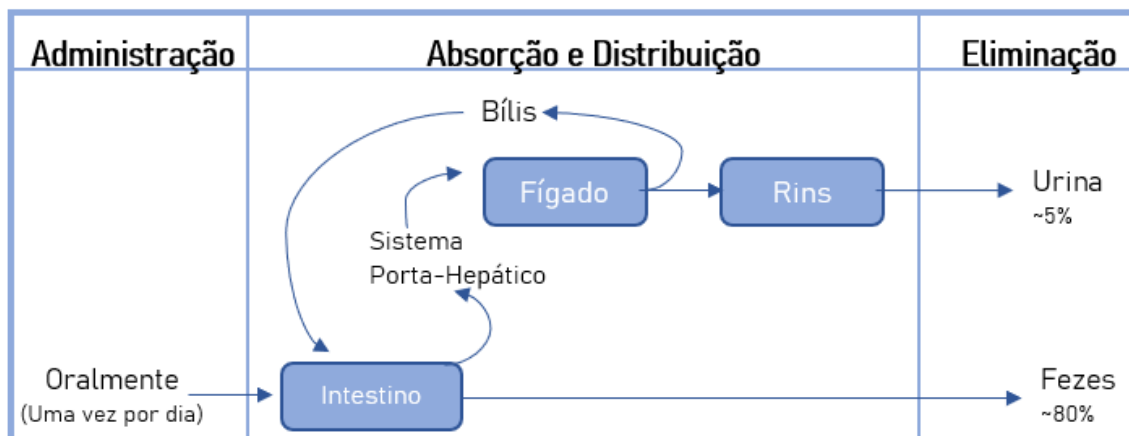 Administração
Absorção e Distribuição
Eliminação
Bílis
Fígado
Rins
Urina
~5%
Sistema
Porta-Hepático
Oralmente
(Uma vez por dia)
Intestino
Fezes
~80%